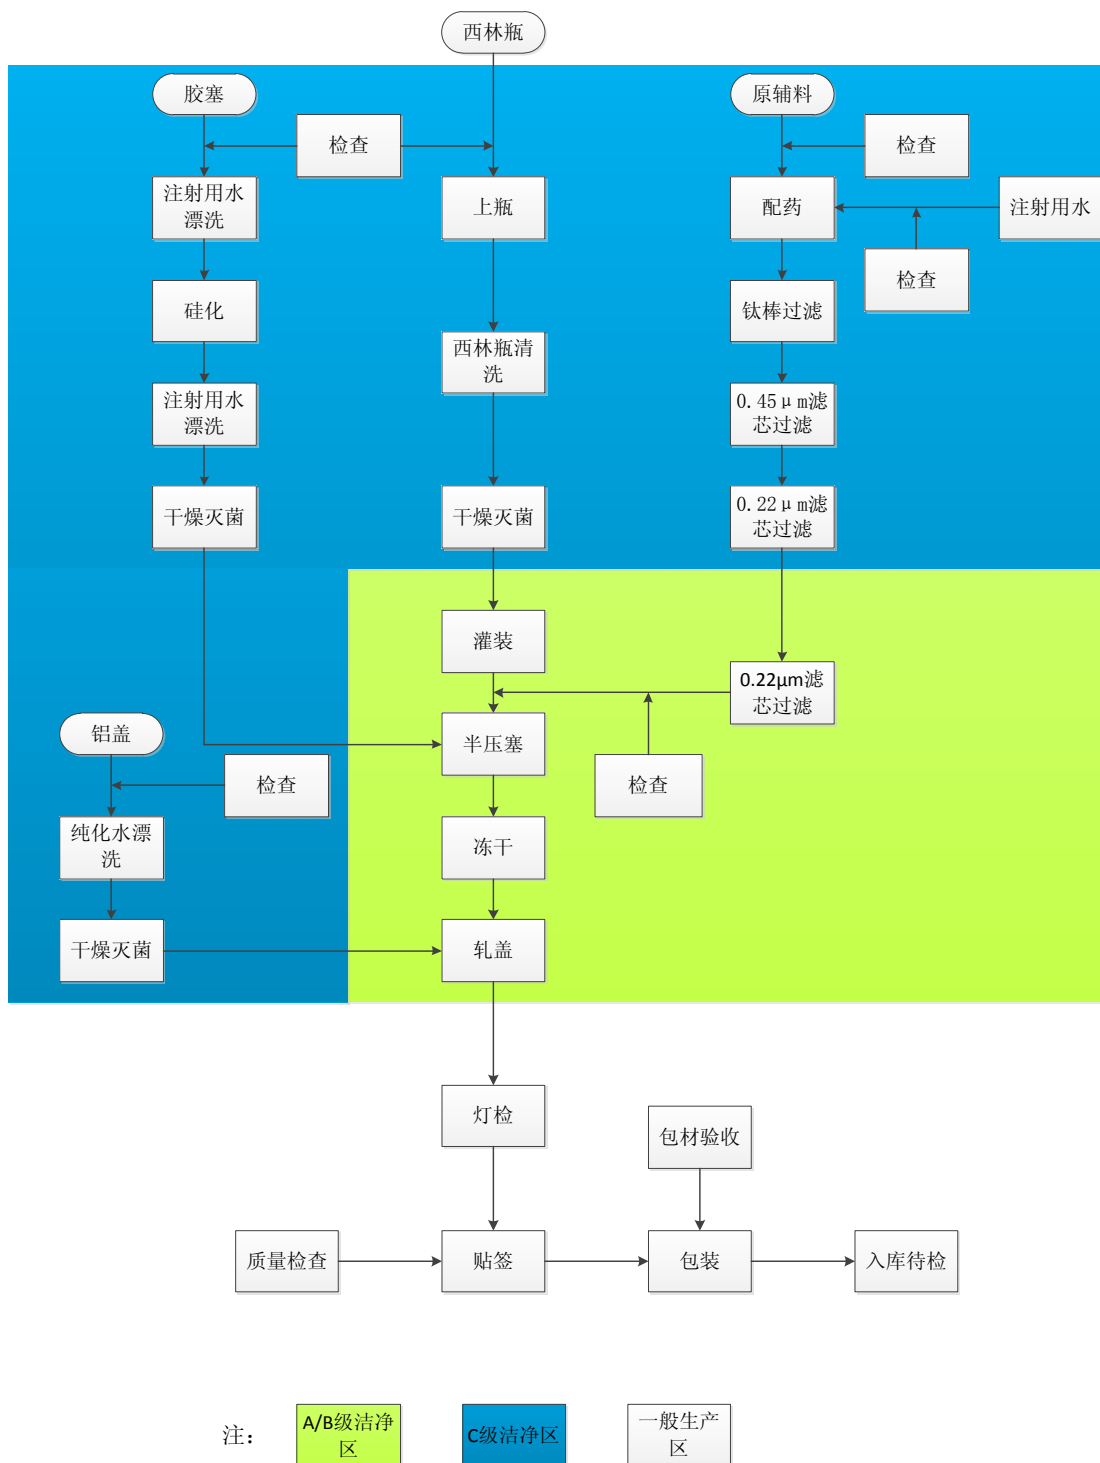 西林瓶
胶塞
原辅料
检查
检查
注射用水
漂洗
上瓶
配药
注射用水
检查
硅化
钛棒过滤
西林瓶清
洗
注射用水
漂洗
0.45μm滤
芯过滤
干燥灭菌
干燥灭菌
0.22μm滤
芯过滤
灌装
0.22μm滤
芯过滤
铝盖
半压塞
检查
检查
纯化水漂
洗
冻干
干燥灭菌
轧盖
灯检
包材验收
质量检查
贴签
包装
入库待检
注：
A/B级洁净
区
C级洁净区
一般生产
区